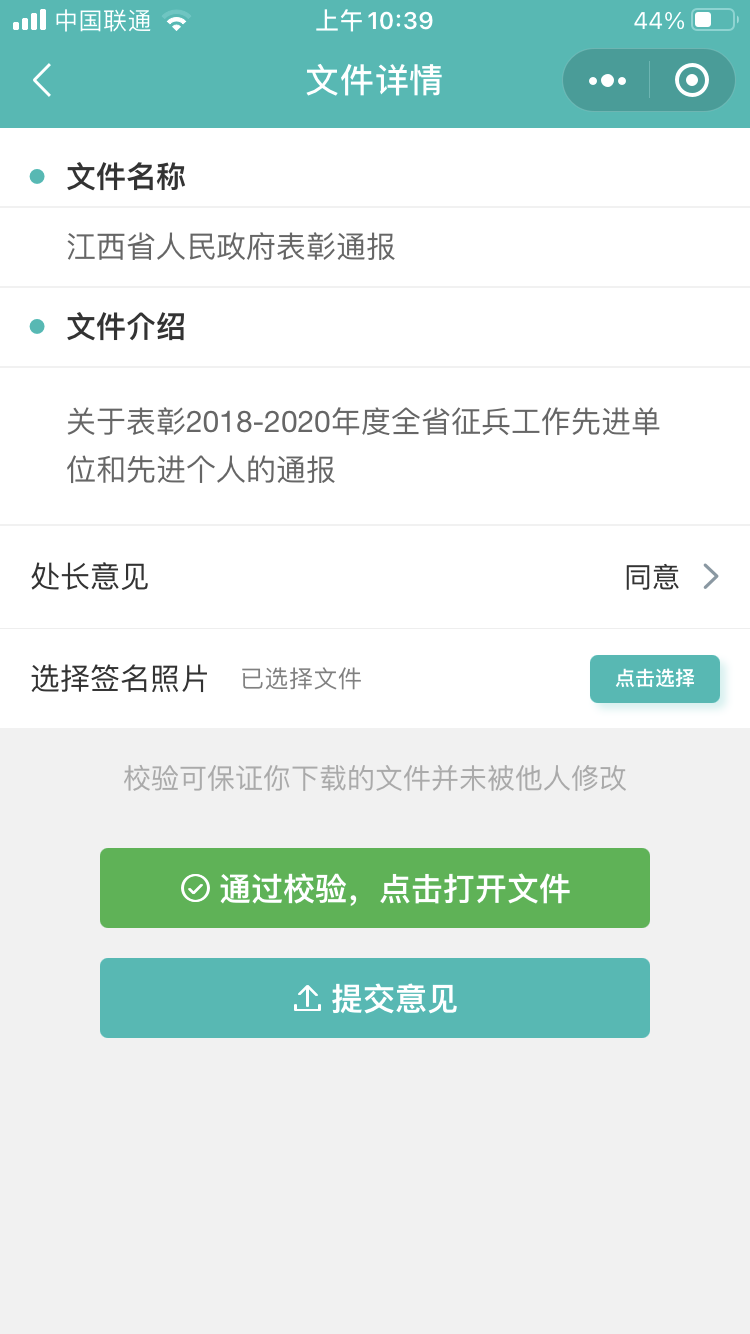 中国联通 上午10:39 44%
文件详情
文件名称
江西省人民政府表彰通报
文件介绍
关于表彰2018-2020年度全省征兵工作先进单
位和先进个人的通报
处长意见 同意
选择签名照片 已选择文件 点击选择
校验可保证你下载的文件并未被他人修改
通过校验，点击打开文件
提交意见